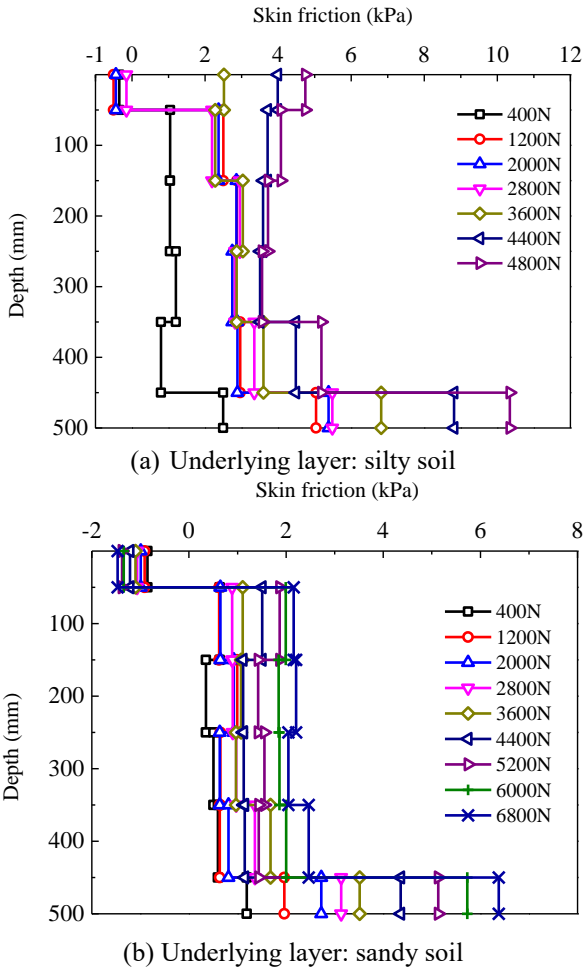 Skin friction (kPa)
-1 0 2 4 6 8 10 12
100
200
300
400
500
Depth (mm)
400N
1200N
2000N
2800N
3600N
4400N
4800N
(a) Underlying layer: silty soil
Skin friction (kPa)
-2 0 2 4 6 8
100
200
300
400
500
Depth (mm)
400N
1200N
2000N
2800N
3600N
4400N
5200N
6000N
6800N
(b) Underlying layer: sandy soil